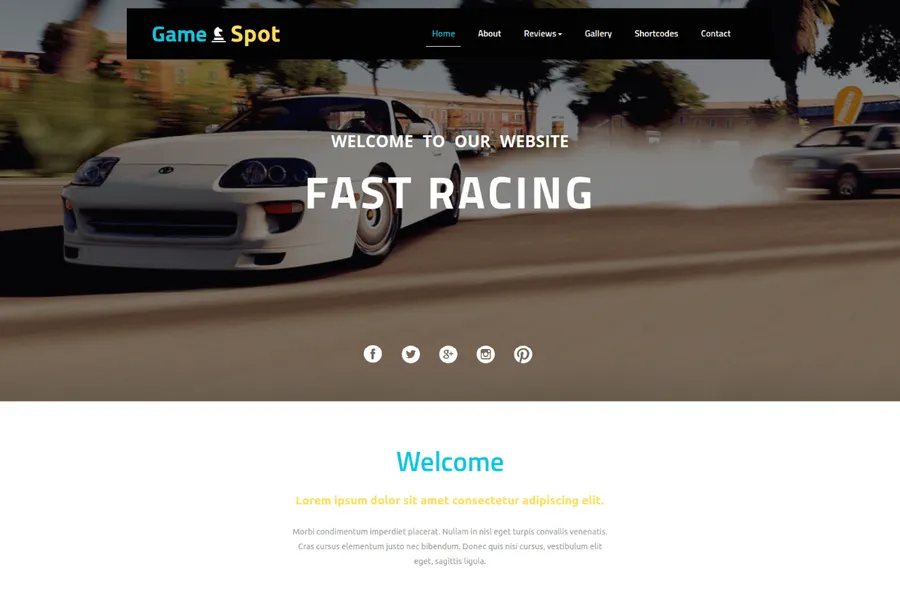 Game Spot
Home About Reviews Gallery Shortcodes Contact
WELCOME TO OUR WEBSITE
FAST RACING
Welcome
Lorem ipsum dolor sit amet consectetur adipiscing elit.
Morbi condimentum imperdiet placerat. Nullam in nisl eget turpis convallis venenatis.
Cras cursus elementum justo nec bibendum. Donec quis nisi cursus, vestibulum elit
eget, sagittis ligula.